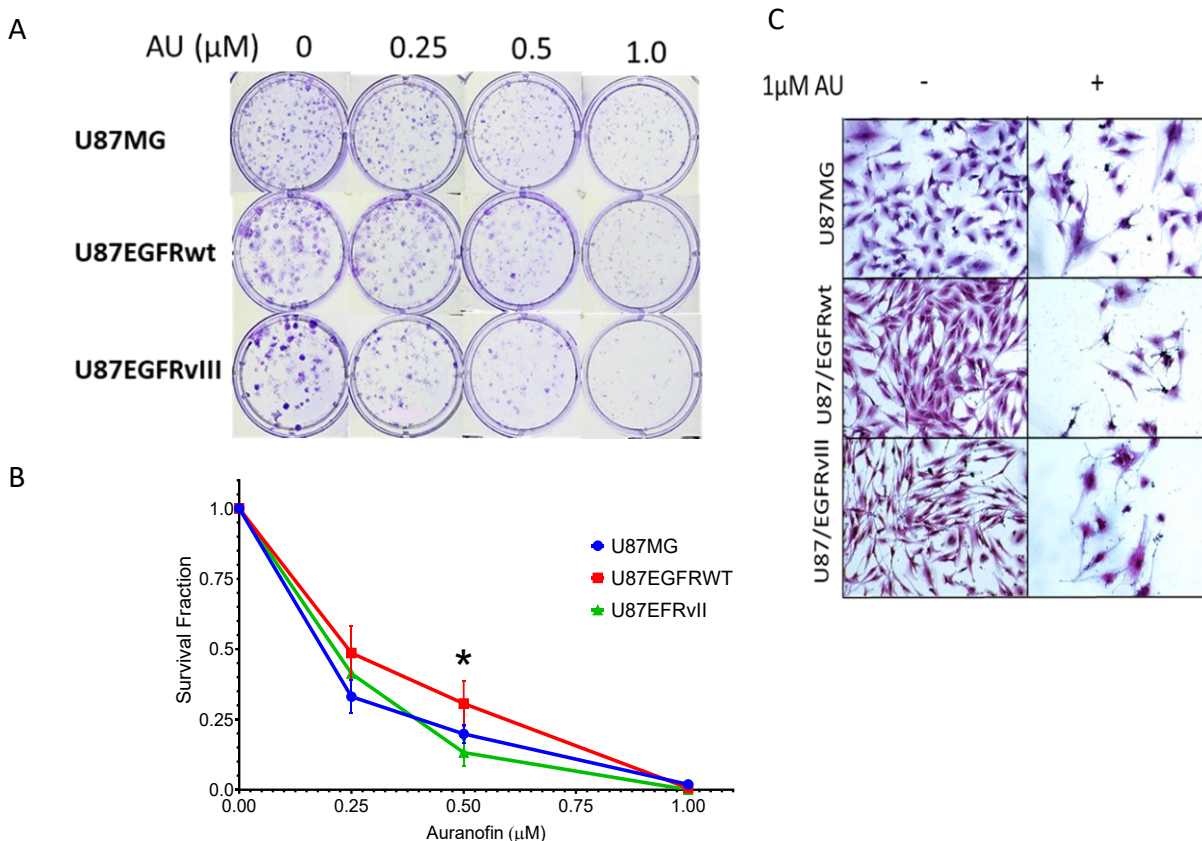 A
AU (μM) 0 0.25 0.5 1.0
U87MG
U87EGFRwt
U87EGFRvIII
B
Survival Fraction
1.0
0.75
0.5
0.25
0.0
0.00 0.25 0.50 0.75 1.00
Auranofin (μM)
*
U87MG
U87EGFRWT
U87EFRvII
C
1μM AU - +
U87MG
U87/EGFRwt
U87/EGFRvIII